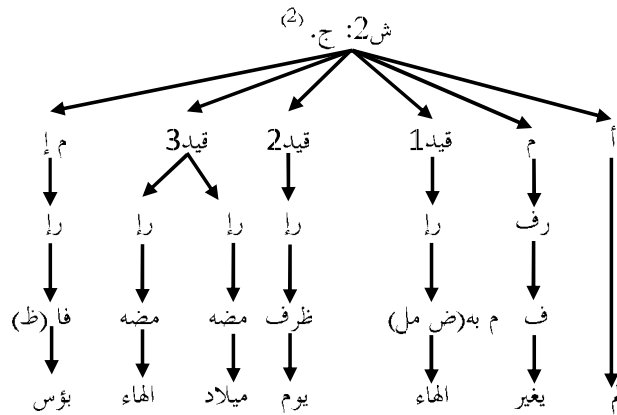 ش2: ج. (2)
أ م قيد1 قيد2 قيد3 م إ
رف رإ رإ رإ رإ رإ
ف م به(ض مل) ظرف مضه مضه فا (ظ)
لم يغير الهاء يوم ميلاد الهاء بؤس